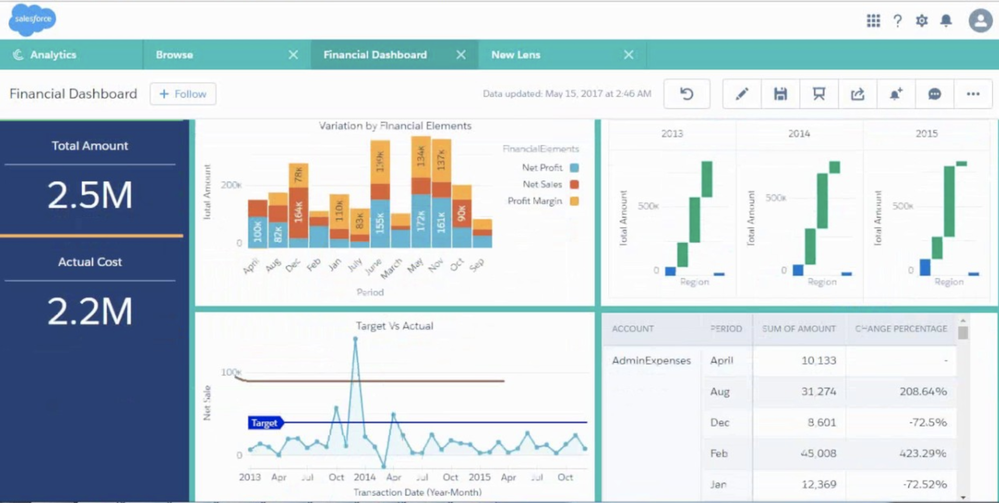 salesforce
Analytics
Browse
Financial Dashboard
New Lens
Financial Dashboard
+ Follow
Data updated: May 15, 2017 at 2:46 AM
Total Amount
2.5M
Actual Cost
2.2M
Variation by Financial Elements
Total Amount
200K
0
100K
82K
164K
78K
110K
83K
155K
139K
172K
134K
161K
137K
90K
April
Aug
Dec
Feb
Jan
July
June
March
May
Nov
Oct
Sep
Period
FinancialElements
Net Profit
Net Sales
Profit Margin
2013
2014
2015
Total Amount
500K
0
Region
Total Amount
500K
0
Region
Total Amount
500K
0
Region
Target Vs Actual
Net Sale
100K
0
Target
2013 Apr Jul Oct 2014 Apr Jul Oct 2015 Apr Jul Oct
Transaction Date (Year-Month)
ACCOUNT PERIOD SUM OF AMOUNT CHANGE PERCENTAGE
AdminExpenses April 10,133 -
Aug 31,274 208.64%
Dec 8,601 -72.5%
Feb 45,008 423.29%
Jan 12,369 -72.52%